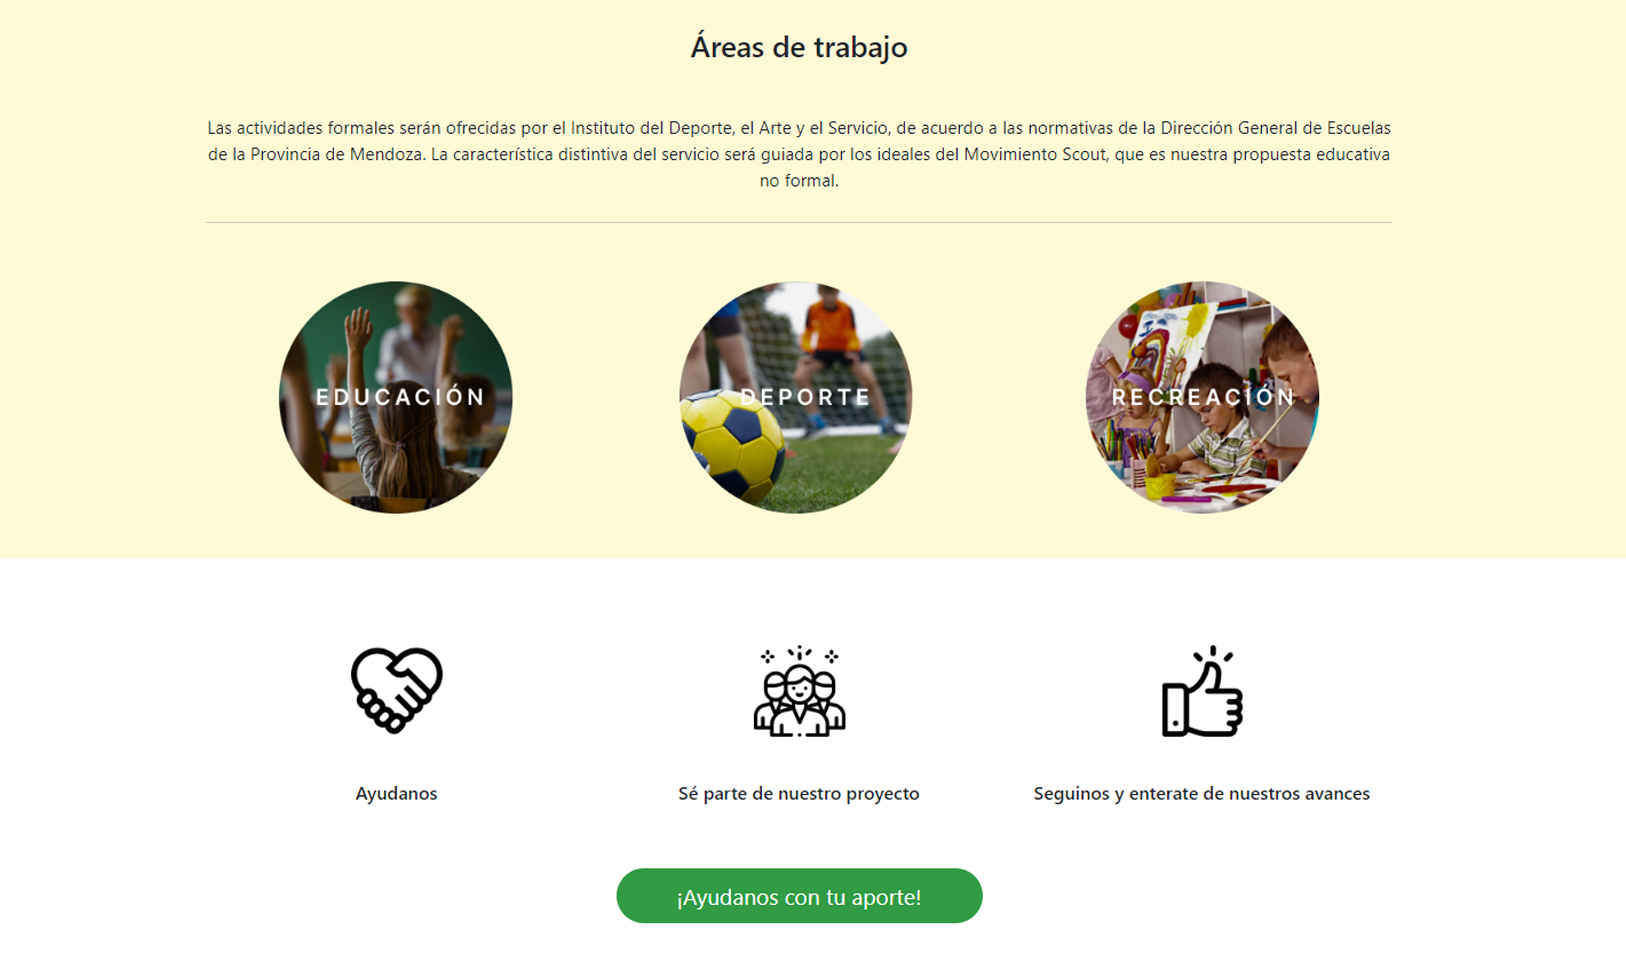 Áreas de trabajo
Las actividades formales serán ofrecidas por el Instituto del Deporte, el Arte y el Servicio, de acuerdo a las normativas de la Dirección General de Escuelas
de la Provincia de Mendoza. La característica distintiva del servicio será guiada por los ideales del Movimiento Scout, que es nuestra propuesta educativa
no formal.
EDUCACIÓN
DEPORTE
RECREACIÓN
Ayudanos
Sé parte de nuestro proyecto
Seguinos y enterate de nuestros avances
¡Ayudanos con tu aporte!